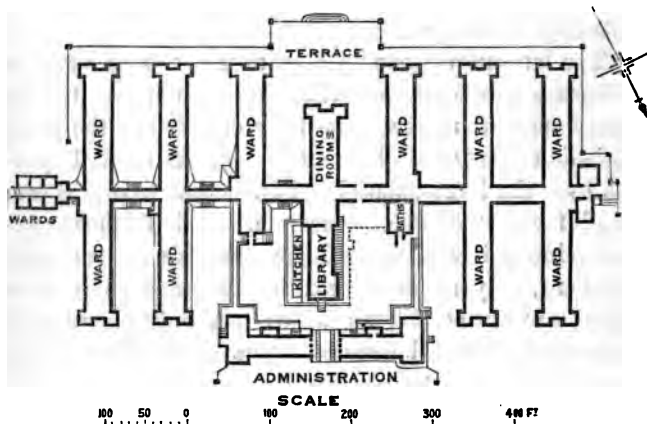 TERRACE
WARD
WARD
WARD
DINING
ROOMS
WARD
WARD
WARD
WARDS
BATHS
WARD
WARD
KITCHEN
LIBRARY
WARD
WARD
ADMINISTRATION
SCALE
100 50 0 100 200 300 400 FT